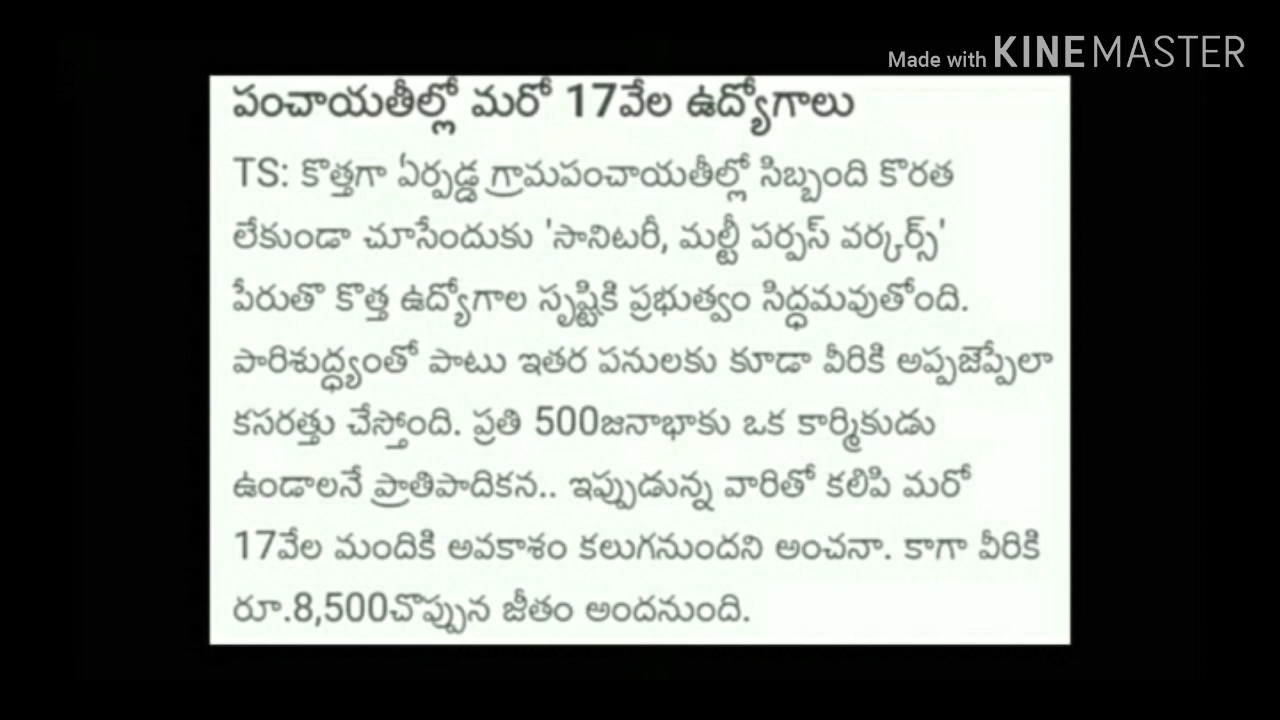 Made with KINEMASTER
పంచాయతీల్లో మరో 17వేల ఉద్యోగాలు
TS: కొత్తగా ఏర్పడ్డ గ్రామపంచాయతీల్లో సిబ్బంది కొరత
లేకుండా చూసేందుకు 'సానిటరీ, మల్టీ పర్పస్ వర్కర్స్'
పేరుతొ కొత్త ఉద్యోగాల సృష్టికి ప్రభుత్వం సిద్ధమవుతోంది.
పారిశుద్ధ్యంతో పాటు ఇతర పనులకు కూడా వీరికి అప్పజెప్పేలా
కసరత్తు చేస్తోంది. ప్రతి 500జనాభాకు ఒక కార్మికుడు
ఉండాలనే ప్రాతిపాదికన.. ఇప్పుడున్న వారితో కలిపి మరో
17వేల మందికి అవకాశం కలుగనుందని అంచనా. కాగా వీరికి
రూ.8,500చొప్పున జీతం అందనుంది.